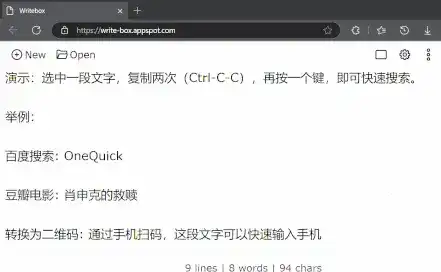 Writebox
https://write-box.appspot.com
New
Open
演示：选中一段文字，复制两次（Ctrl-C-C），再按一个键，即可快速搜索。
举例：
百度搜索：OneQuick
豆瓣电影：肖申克的救赎
转换为二维码：通过手机扫码，这段文字可以快速输入手机
9 lines | 8 words | 94 chars